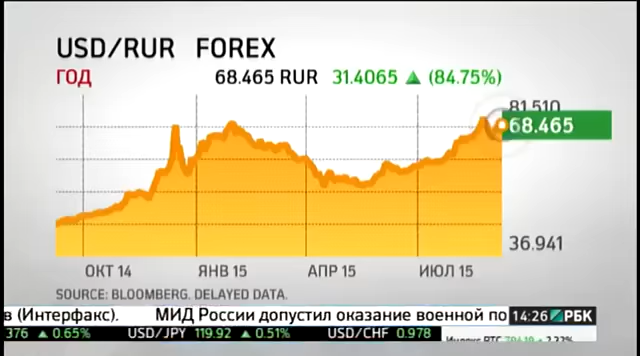 USD/RUR FOREX
ГОД 68.465 RUR 31.4065 (84.75%)
81.510
68.465
36.941
ОКТ 14 ЯНВ 15 АПР 15 ИЮЛ 15
SOURCE: BLOOMBERG. DELAYED DATA.
в (Интерфакс). МИД России допустил оказание военной по 14:26 РБК
376 0.65% USD/JPY 119.92 0.51% USD/CHF 0.978
Индекс РТС